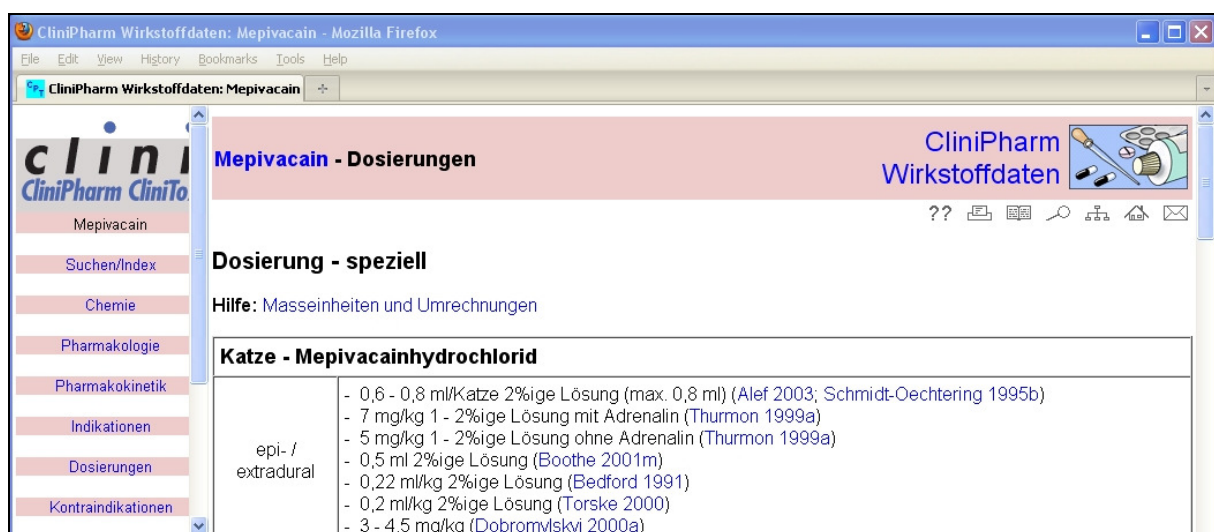 CliniPharm Wirkstoffdaten: Mepivacain - Mozilla Firefox
File Edit View History Bookmarks Tools Help
CliniPharm Wirkstoffdaten: Mepivacain
clini
CliniPharm CliniTo
Mepivacain
Suchen/Index
Chemie
Pharmakologie
Pharmakokinetik
Indikationen
Dosierungen
Kontraindikationen
Mepivacain - Dosierungen
CliniPharm
Wirkstoffdaten
??
Dosierung - speziell
Hilfe: Masseinheiten und Umrechnungen
Katze - Mepivacainhydrochlorid
epi- /
extradural
- 0,6 - 0,8 ml/Katze 2%ige Lösung (max. 0,8 ml) (Alef 2003; Schmidt-Oechtering 1995b)
- 7 mg/kg 1 - 2%ige Lösung mit Adrenalin (Thurmon 1999a)
- 5 mg/kg 1 - 2%ige Lösung ohne Adrenalin (Thurmon 1999a)
- 0,5 ml 2%ige Lösung (Boothe 2001m)
- 0,22 ml/kg 2%ige Lösung (Bedford 1991)
- 0,2 ml/kg 2%ige Lösung (Torske 2000)
- 3 - 4,5 mg/kg (Dobromylskyj 2000a)